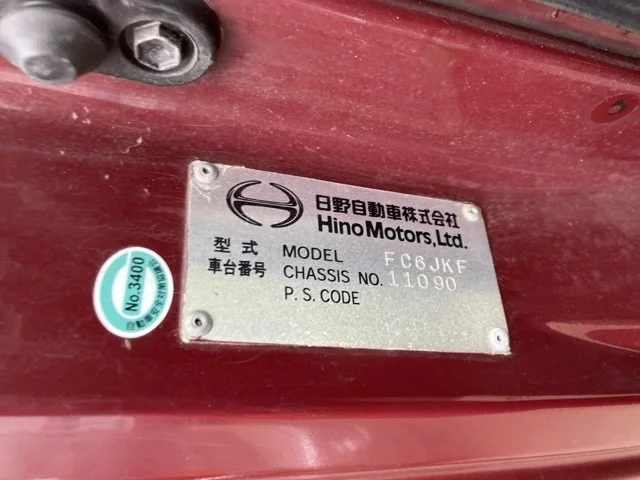 日野自動車株式会社
Hino Motors, Ltd.
型式 MODEL FC6JKF
車台番号 CHASSIS NO. 11090
P.S.CODE
No.3400